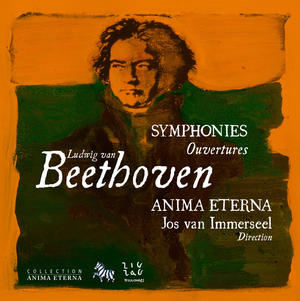 SYMPHONIES
Ouvertures
Ludwig van
Beethoven
ANIMA ETERNA
Jos van Immerseel
Direction
COLLECTION
ANIMA ETERNA
ZIG
ZAG